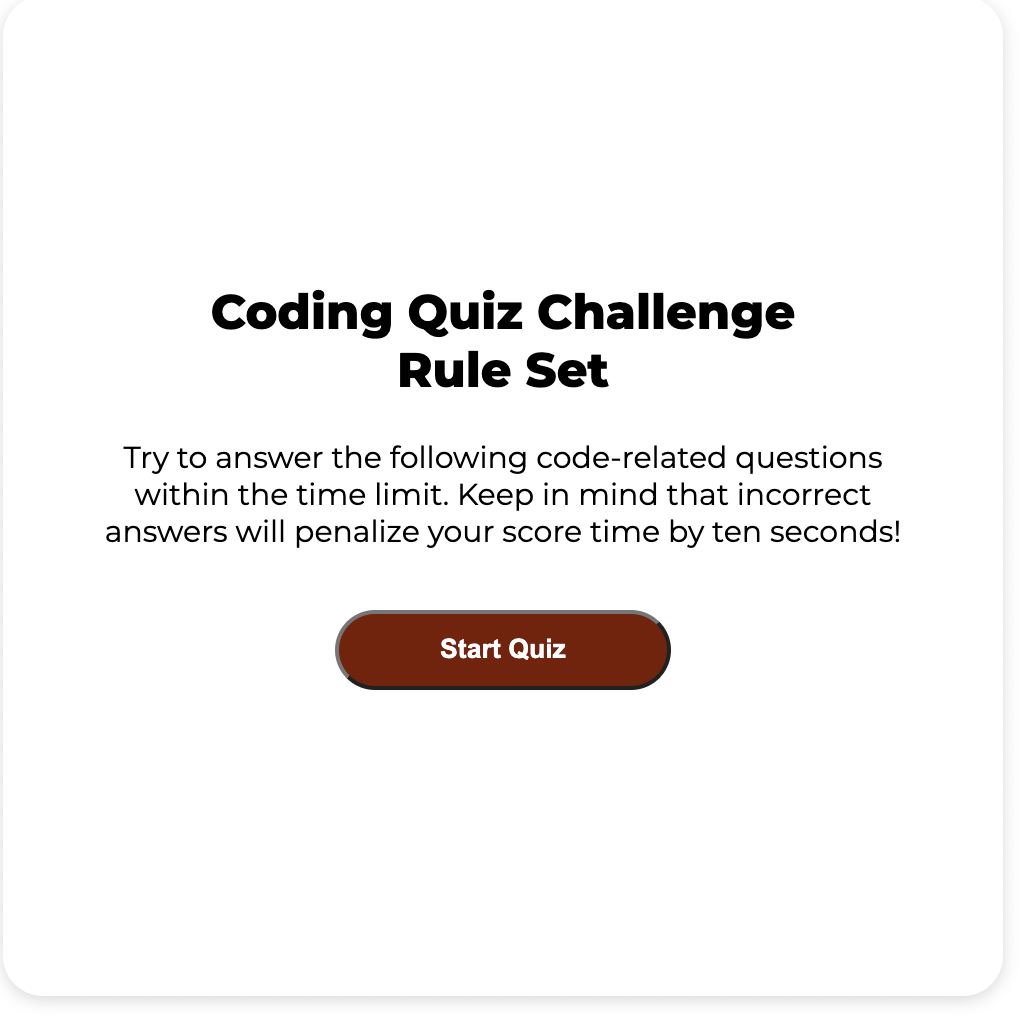 Coding Quiz Challenge
Rule Set
Try to answer the following code-related questions
within the time limit. Keep in mind that incorrect
answers will penalize your score time by ten seconds!
Start Quiz